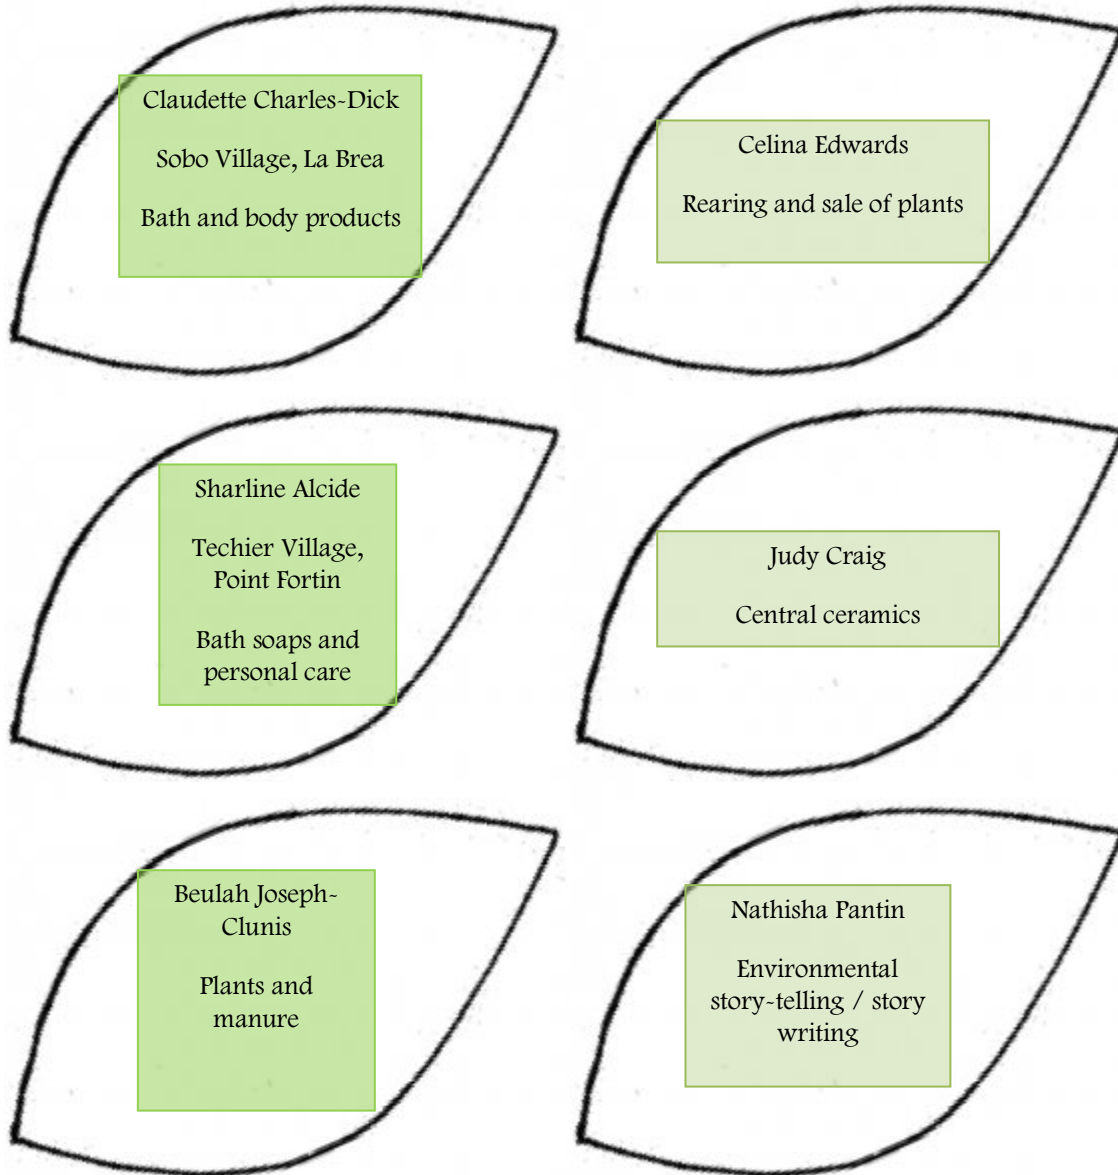 Claudette Charles-Dick
Sobo Village, La Brea
Bath and body products
Celina Edwards
Rearing and sale of plants
Sharline Alcide
Techier Village,
Point Fortin
Bath soaps and
personal care
Judy Craig
Central ceramics
Beulah Joseph-
Clunis
Plants and
manure
Nathisha Pantin
Environmental
story-telling / story
writing